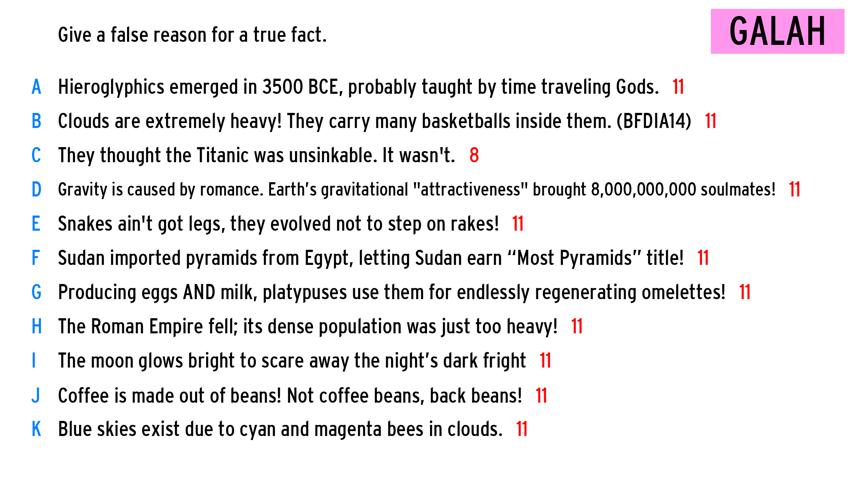 Give a false reason for a true fact.
GALAH
A Hieroglyphics emerged in 3500 BCE, probably taught by time traveling Gods. 11
B Clouds are extremely heavy! They carry many basketballs inside them. (BFDIA14) 11
C They thought the Titanic was unsinkable. It wasn't. 8
D Gravity is caused by romance. Earth’s gravitational "attractiveness" brought 8,000,000,000 soulmates! 11
E Snakes ain't got legs, they evolved not to step on rakes! 11
F Sudan imported pyramids from Egypt, letting Sudan earn “Most Pyramids” title! 11
G Producing eggs AND milk, platypuses use them for endlessly regenerating omelettes! 11
H The Roman Empire fell; its dense population was just too heavy! 11
I The moon glows bright to scare away the night’s dark fright 11
J Coffee is made out of beans! Not coffee beans, back beans! 11
K Blue skies exist due to cyan and magenta bees in clouds. 11